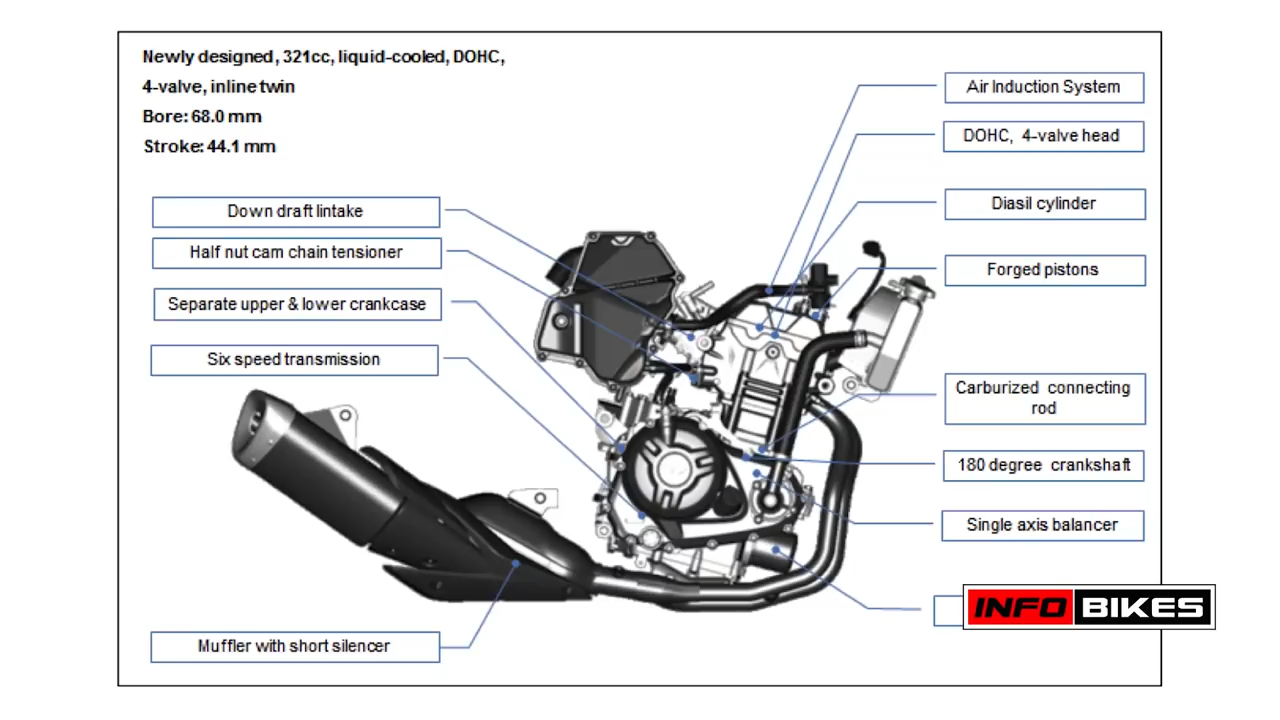 Newly designed, 321cc, liquid-cooled, DOHC,
4-valve, inline twin
Bore: 68.0 mm
Stroke: 44.1 mm
Down draft lintake
Half nut cam chain tensioner
Separate upper & lower crankcase
Six speed transmission
Muffler with short silencer
Air Induction System
DOHC, 4-valve head
Diasil cylinder
Forged pistons
Carburized connecting
rod
180 degree crankshaft
Single axis balancer
INFO BIKES